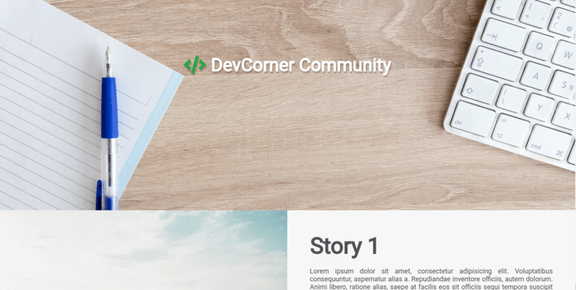 </> DevCorner Community
Story 1
Lorem ipsum dolor sit amet, consectetur adipisicing elit. Voluptatibus
consequuntur, aspernatur alias a. Repudiandae inventore officiis, autem dolorum.
Animi libero, ratione alias, saepe at facilis eos sit officiis sequi tempora suscipit